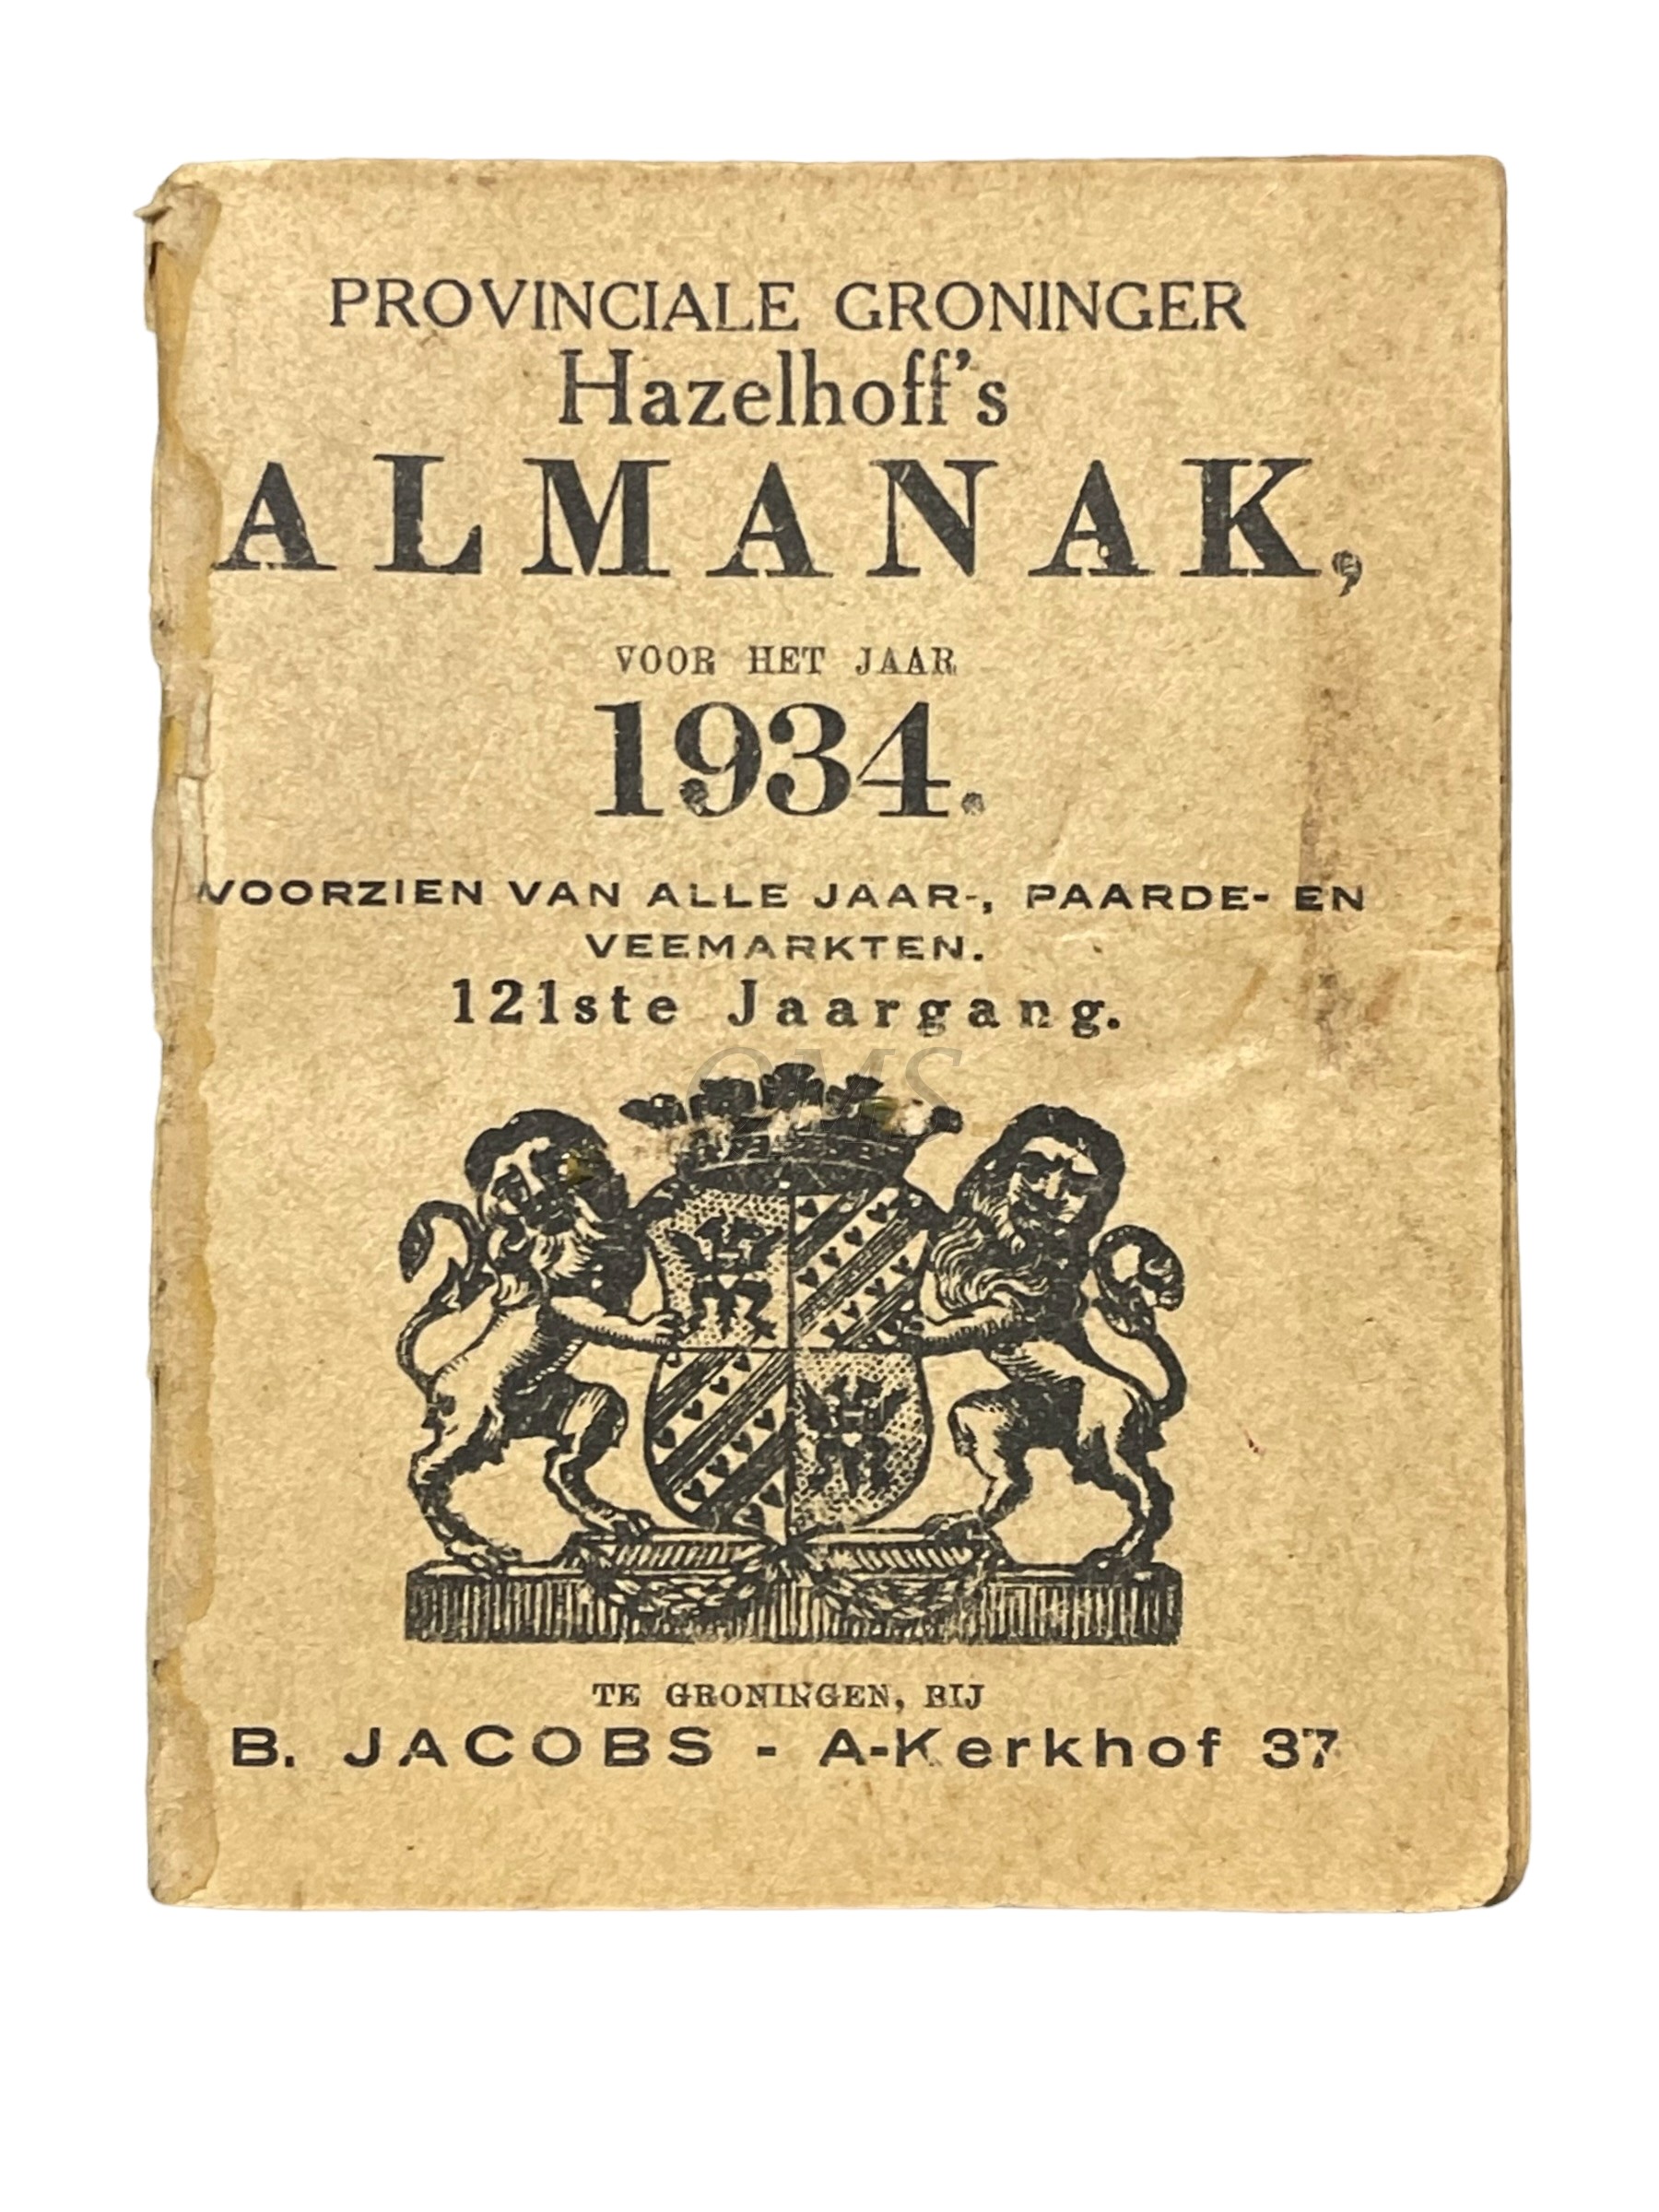 PROVINCIALE GRONINGER
Hazelhoff's
ALMANAK,
VOOR HET JAAR
1934.
VOORZIEN VAN ALLE JAAR-, PAARDE- EN
VEEMARKTEN.
121ste Jaargang.
OMS
TE GRONINGEN, BIJ
B. JACOBS - A-Kerkhof 37